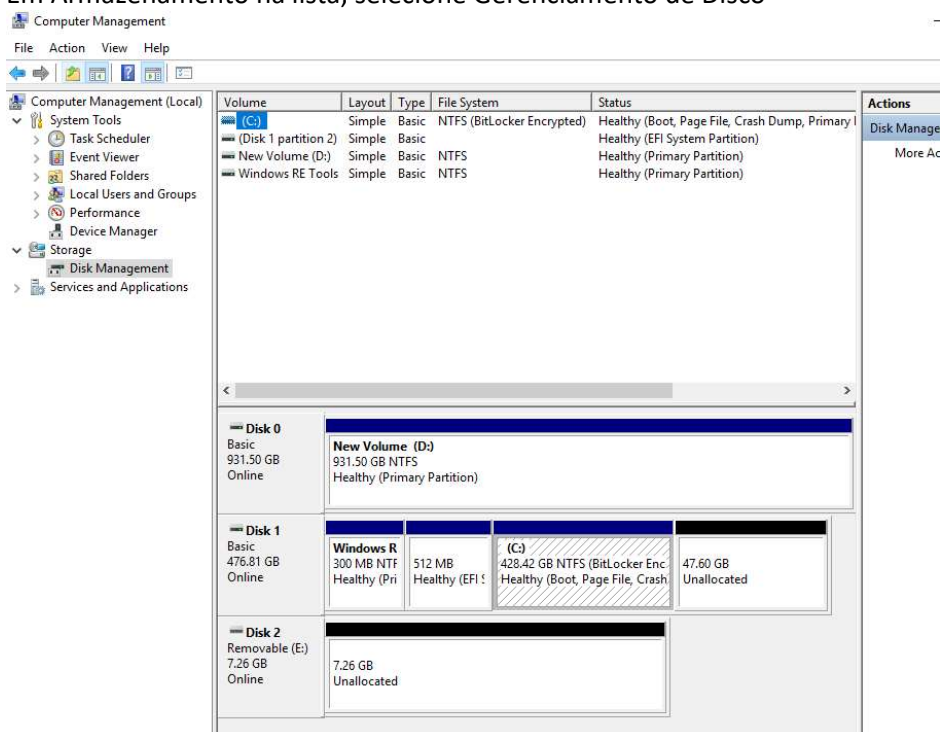 Em Armazenamento na lista, selecione Gerenciamento de Disco
Computer Management
File Action View Help
Computer Management (Local)
System Tools
Task Scheduler
Event Viewer
Shared Folders
Local Users and Groups
Performance
Device Manager
Storage
Disk Management
Services and Applications
Volume Layout Type File System Status
(C:) Simple Basic NTFS (BitLocker Encrypted) Healthy (Boot, Page File, Crash Dump, Primary
(Disk 1 partition 2) Simple Basic Healthy (EFI System Partition)
New Volume (D:) Simple Basic NTFS Healthy (Primary Partition)
Windows RE Tools Simple Basic NTFS Healthy (Primary Partition)
Actions
Disk Manage
More Ac
Disk 0
Basic
931.50 GB
Online
New Volume (D:)
931.50 GB NTFS
Healthy (Primary Partition)
Disk 1
Basic
476.81 GB
Online
Windows R
300 MB NTF
Healthy (Pri
512 MB
Healthy (EFI S
(C:)
428.42 GB NTFS (BitLocker Enc
Healthy (Boot, Page File, Crash
47.60 GB
Unallocated
Disk 2
Removable (E:)
7.26 GB
Online
7.26 GB
Unallocated